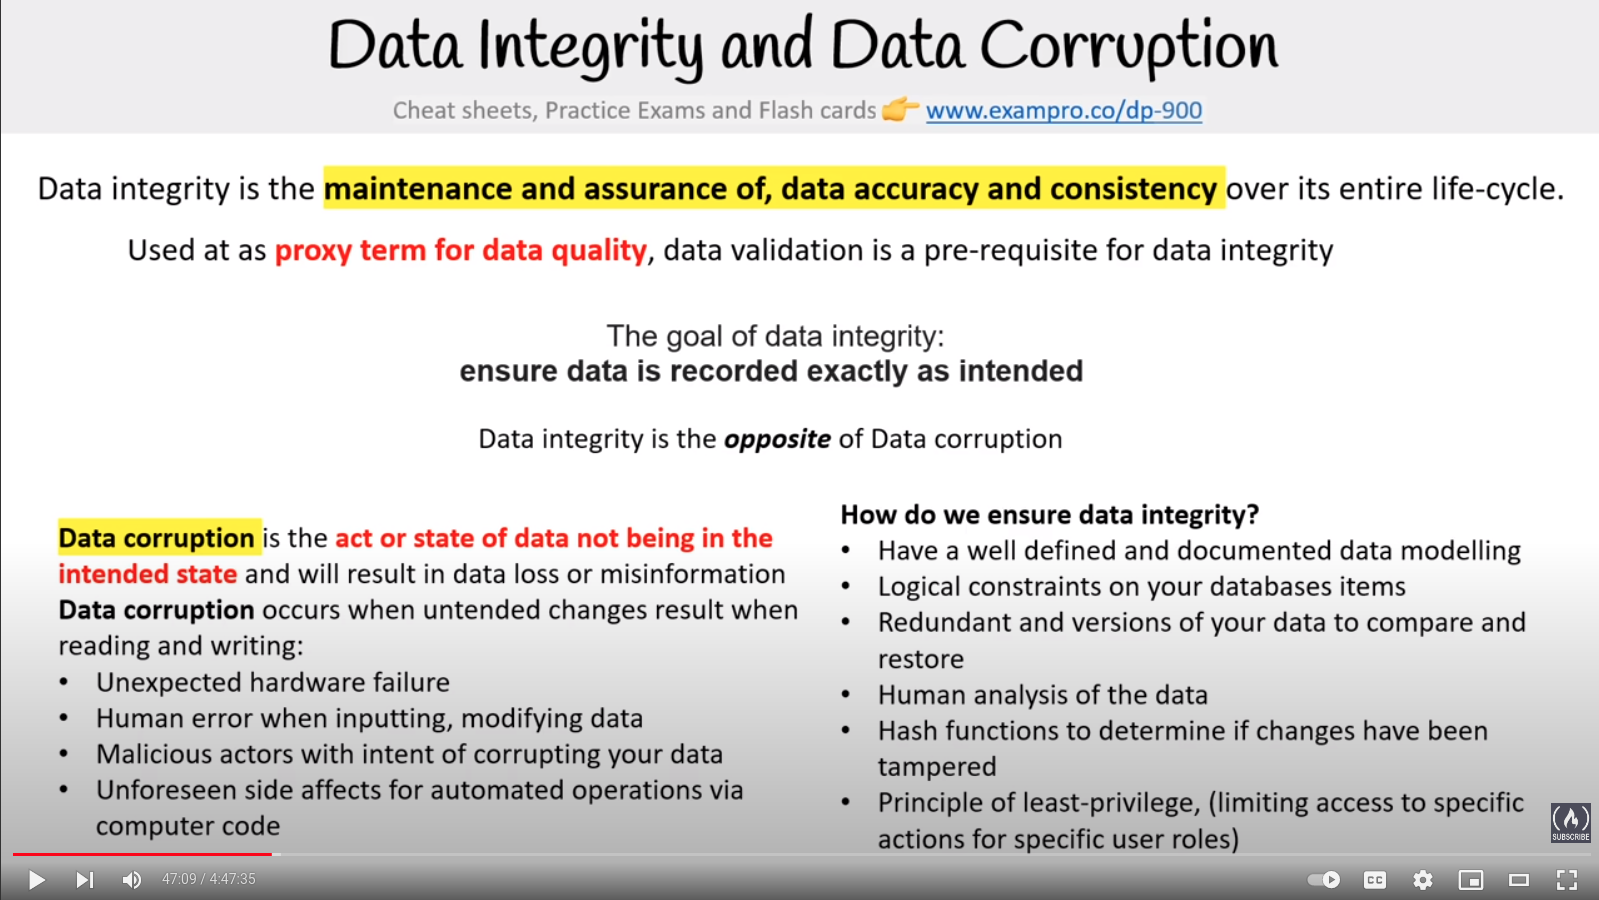 Data Integrity and Data Corruption
Cheat sheets, Practice Exams and Flash cards 👉 www.exampro.co/dp-900
Data integrity is the maintenance and assurance of, data accuracy and consistency over its entire life-cycle.
Used at as proxy term for data quality, data validation is a pre-requisite for data integrity
The goal of data integrity:
ensure data is recorded exactly as intended
Data integrity is the opposite of Data corruption
Data corruption is the act or state of data not being in the
intended state and will result in data loss or misinformation
Data corruption occurs when untended changes result when
reading and writing:
• Unexpected hardware failure
• Human error when inputting, modifying data
• Malicious actors with intent of corrupting your data
• Unforeseen side affects for automated operations via
computer code
How do we ensure data integrity?
• Have a well defined and documented data modelling
• Logical constraints on your databases items
• Redundant and versions of your data to compare and
restore
• Human analysis of the data
• Hash functions to determine if changes have been
tampered
• Principle of least-privilege, (limiting access to specific
actions for specific user roles)
SUBSCRIBE
47:09 / 4:47:35
CC